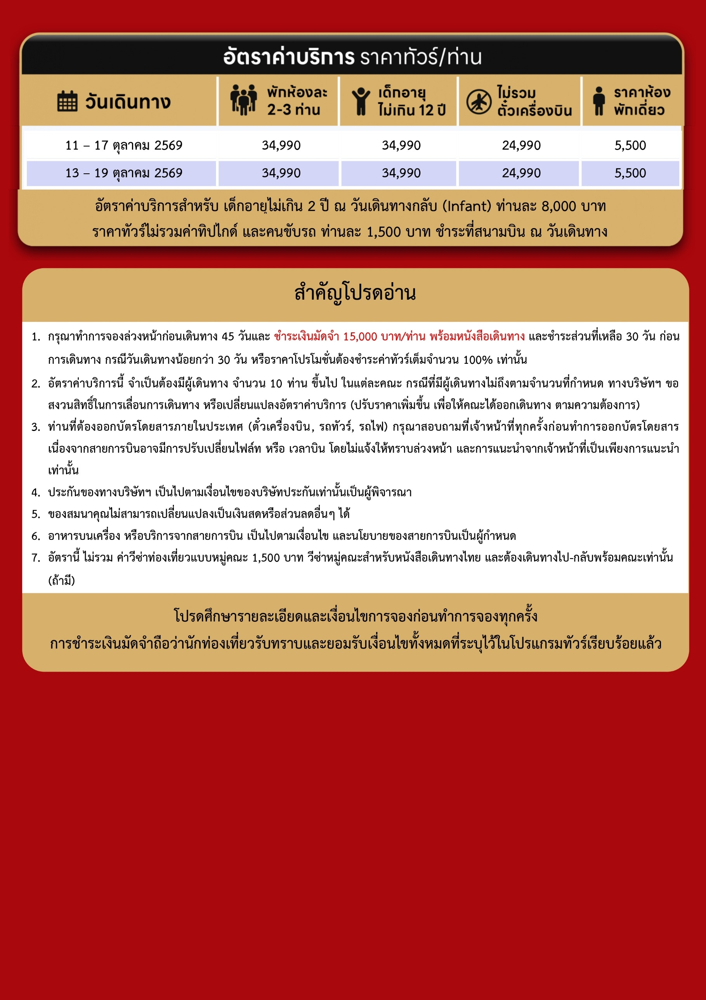 อัตราค่าบริการ ราคาทัวร์/ท่าน
วันเดินทาง
พักห้องละ
2-3 ท่าน
เด็กอายุ
ไม่เกิน 12 ปี
ไม่รวม
ตั๋วเครื่องบิน
ราคาห้อง
พักเดี่ยว
11 – 17 ตุลาคม 2569 34,990 34,990 24,990 5,500
13 – 19 ตุลาคม 2569 34,990 34,990 24,990 5,500
อัตราค่าบริการสำหรับ เด็กอายุไม่เกิน 2 ปี ณ วันเดินทางกลับ (Infant) ท่านละ 8,000 บาท
ราคาทัวร์ไม่รวมค่าทิปไกด์ และคนขับรถ ท่านละ 1,500 บาท ชำระที่สนามบิน ณ วันเดินทาง
สำคัญโปรดอ่าน
1. กรุณาทำการจองล่วงหน้าก่อนเดินทาง 45 วันและ ชำระเงินมัดจำ 15,000 บาท/ท่าน พร้อมหนังสือเดินทาง และชำระส่วนที่เหลือ 30 วัน ก่อน
การเดินทาง กรณีวันเดินทางน้อยกว่า 30 วัน หรือราคาโปรโมชั่นต้องชำระค่าทัวร์เต็มจำนวน 100% เท่านั้น
2. อัตราค่าบริการนี้ จำเป็นต้องมีผู้เดินทาง จำนวน 10 ท่าน ขึ้นไป ในแต่ละคณะ กรณีที่มีผู้เดินทางไม่ถึงตามจำนวนที่กำหนด ทางบริษัทฯ ขอ
สงวนสิทธิ์ในการเลื่อนการเดินทาง หรือเปลี่ยนแปลงอัตราค่าบริการ (ปรับราคาเพิ่มขึ้น เพื่อให้คณะได้ออกเดินทาง ตามความต้องการ)
3. ท่านที่ต้องออกบัตรโดยสารภายในประเทศ (ตั๋วเครื่องบิน, รถทัวร์, รถไฟ) กรุณาสอบถามที่เจ้าหน้าที่ทุกครั้งก่อนทำการออกบัตรโดยสาร
เนื่องจากสายการบินอาจมีการปรับเปลี่ยนไฟล์ท หรือ เวลาบิน โดยไม่แจ้งให้ทราบล่วงหน้า และการแนะนำจากเจ้าหน้าที่เป็นเพียงการแนะนำ
เท่านั้น
4. ประกันของทางบริษัทฯ เป็นไปตามเงื่อนไขของบริษัทประกันเท่านั้นเป็นผู้พิจารณา
5. ของสมนาคุณไม่สามารถเปลี่ยนแปลงเป็นเงินสดหรือส่วนลดอื่นๆ ได้
6. อาหารบนเครื่อง หรือบริการจากสายการบิน เป็นไปตามเงื่อนไข และนโยบายของสายการบินเป็นผู้กำหนด
7. อัตรานี้ ไม่รวม ค่าวีซ่าท่องเที่ยวแบบหมู่คณะ 1,500 บาท วีซ่าหมู่คณะสำหรับหนังสือเดินทางไทย และต้องเดินทางไป-กลับพร้อมคณะเท่านั้น
(ถ้ามี)
โปรดศึกษารายละเอียดและเงื่อนไขการจองก่อนทำการจองทุกครั้ง
การชำระเงินมัดจำถือว่านักท่องเที่ยวรับทราบและยอมรับเงื่อนไขทั้งหมดที่ระบุไว้ในโปรแกรมทัวร์เรียบร้อยแล้ว